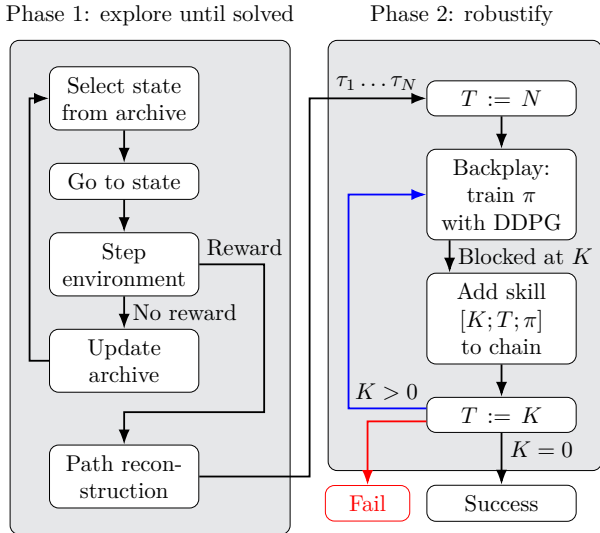 Phase 1: explore until solved
Select state
from archive
Go to state
Step
environment
Reward
No reward
Update
archive
Path recon-
struction
Phase 2: robustify
τ₁ … τ_N
T := N
Backplay:
train π
with DDPG
Blocked at K
Add skill
[K; T; π]
to chain
K > 0
T := K
K = 0
Fail
Success